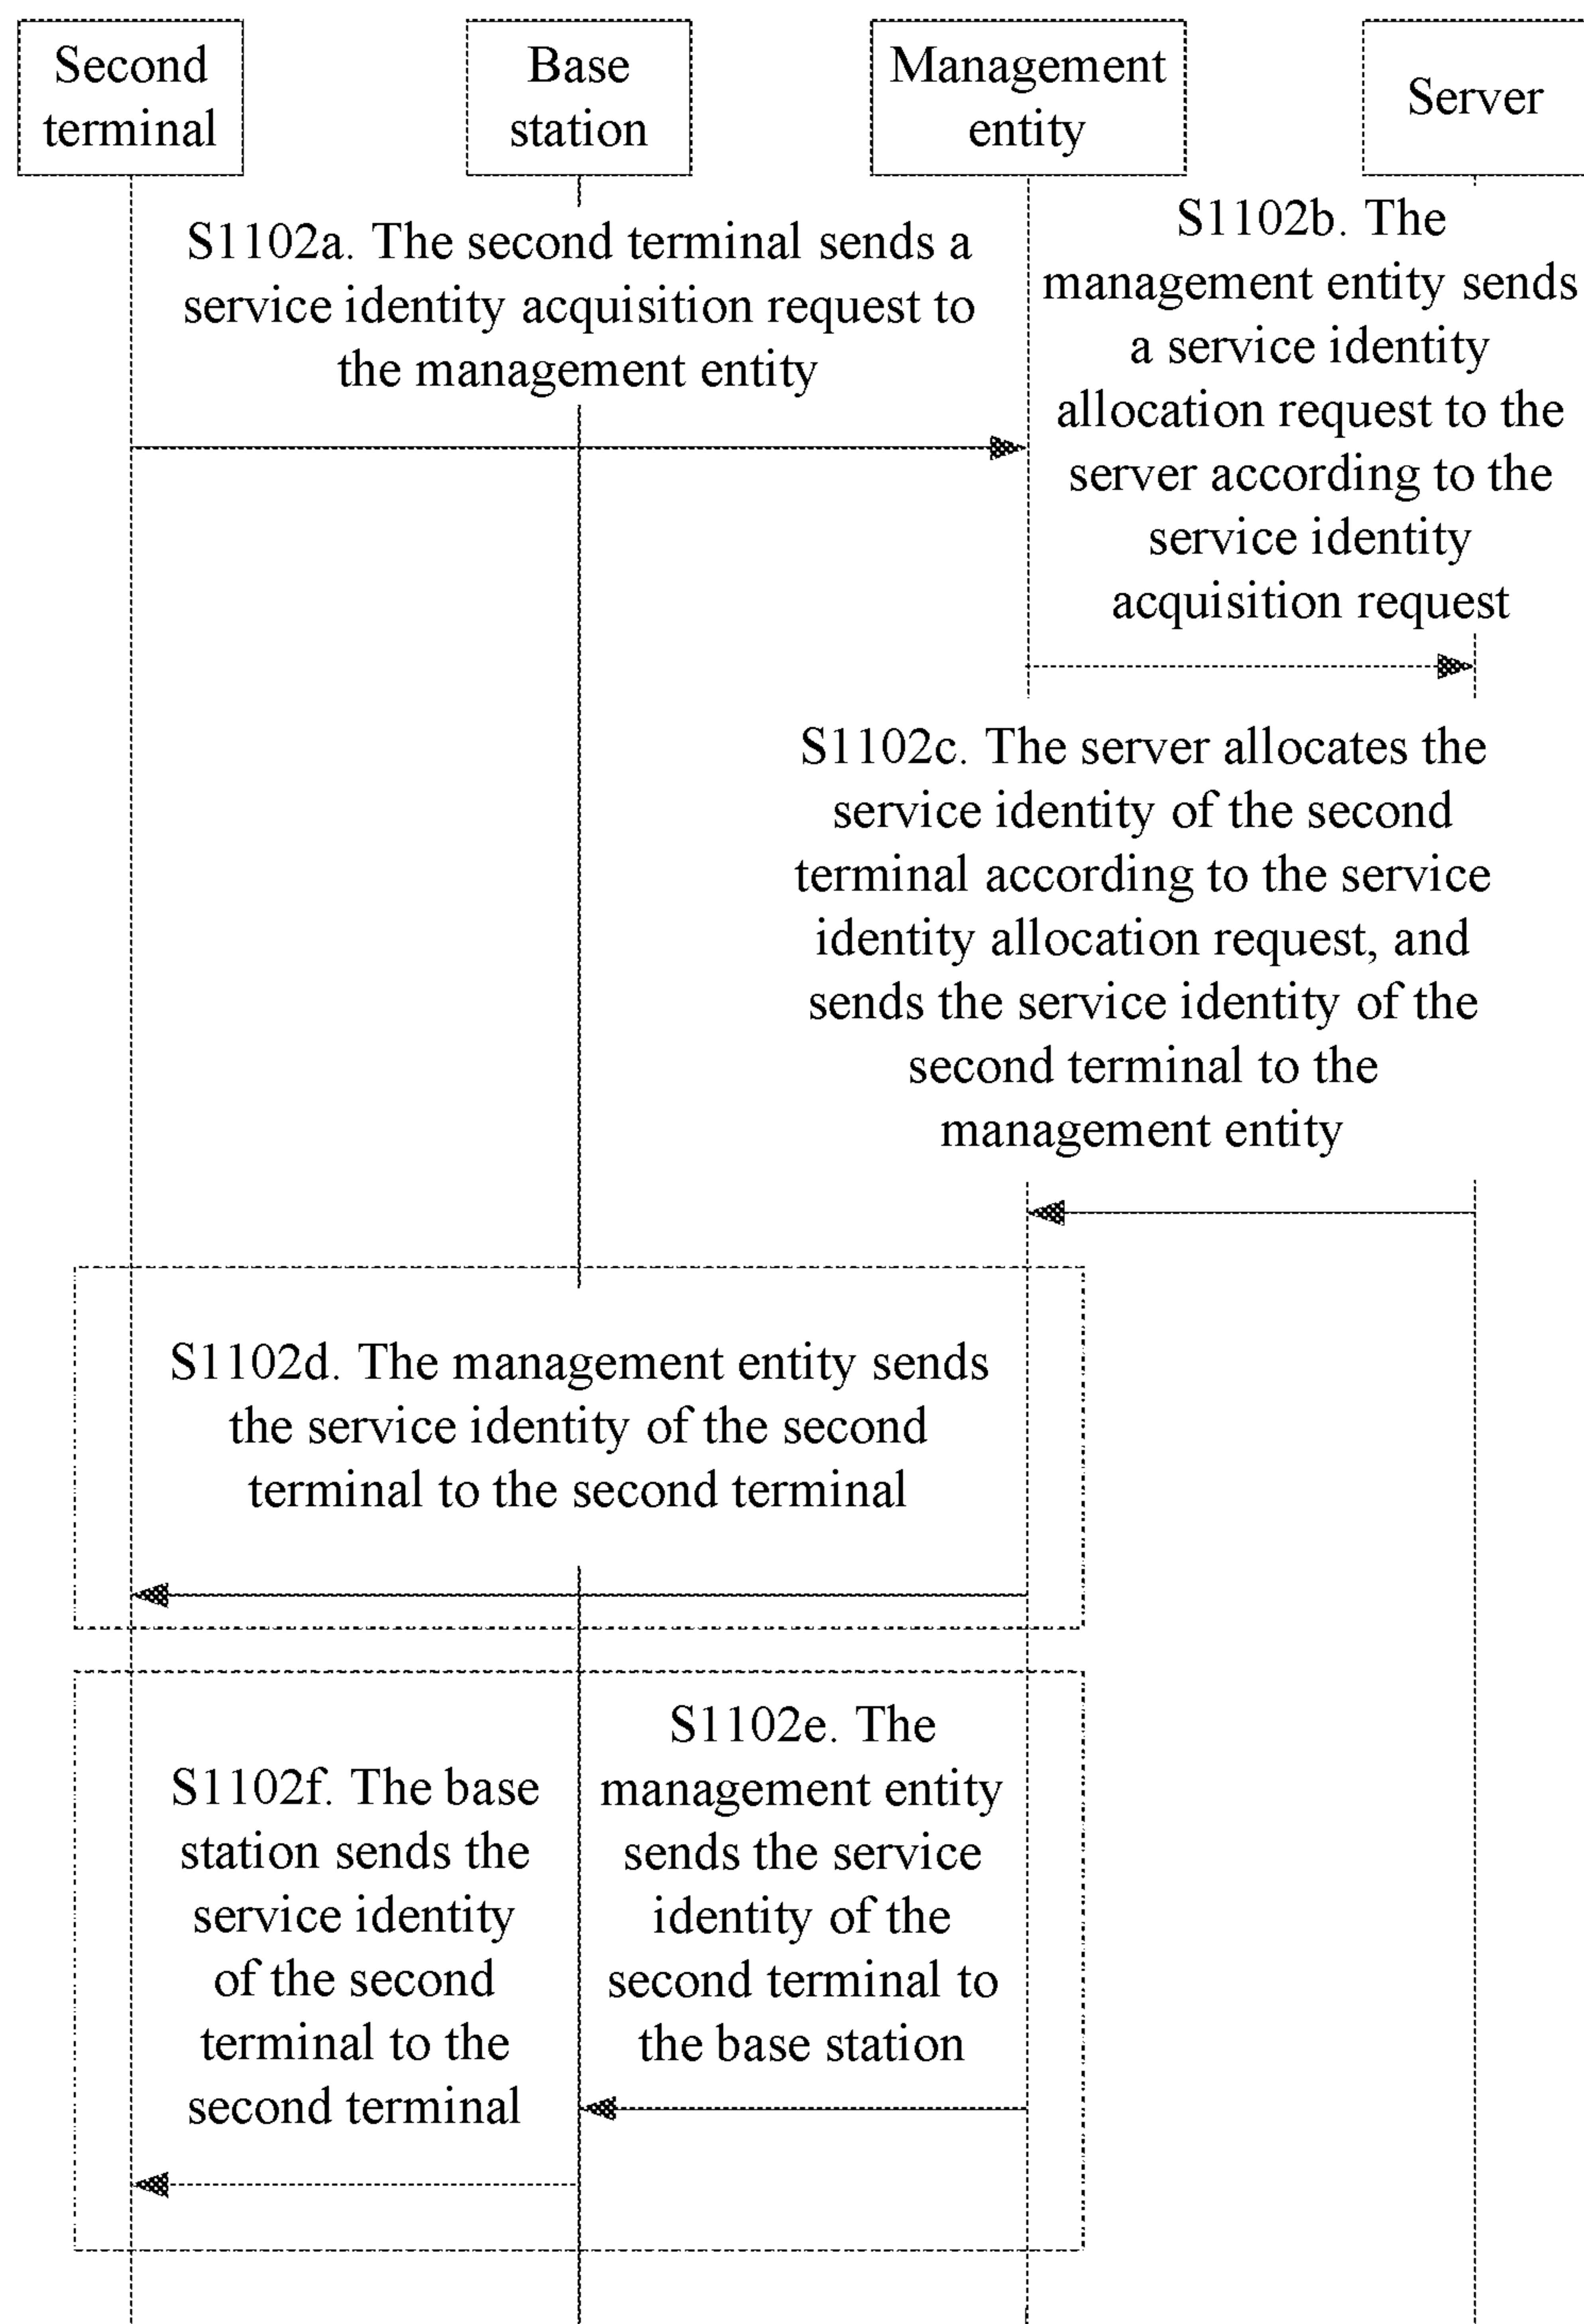 Second
terminal
Base
station
Management
entity
Server
S1102a. The second terminal sends a
service identity acquisition request to
the management entity
S1102b. The
management entity sends
a service identity
allocation request to the
server according to the
service identity
acquisition request
S1102c. The server allocates the
service identity of the second
terminal according to the service
identity allocation request, and
sends the service identity of the
second terminal to the
management entity
S1102d. The management entity sends
the service identity of the second
terminal to the second terminal
S1102e. The
management entity
sends the service
identity of the
second terminal to
the base station
S1102f. The base
station sends the
service identity
of the second
terminal to the
second terminal